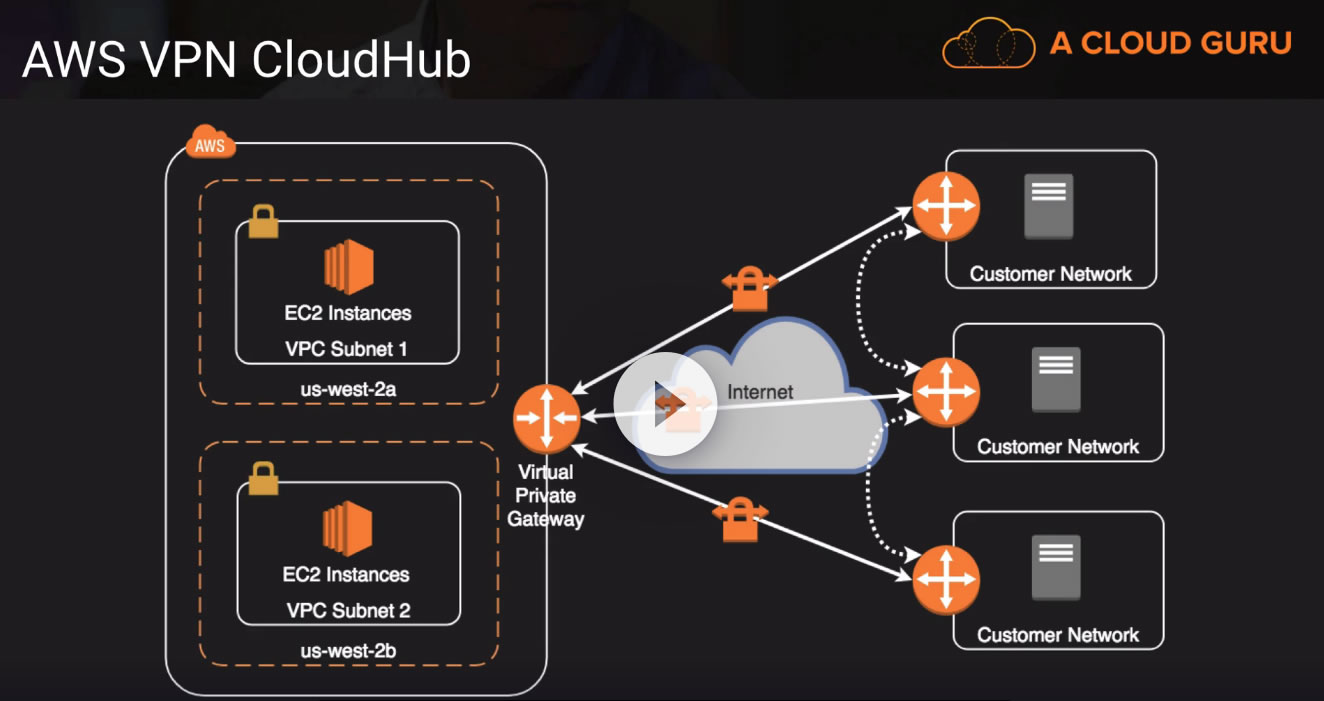 AWS VPN CloudHub
A CLOUD GURU
AWS
EC2 Instances
VPC Subnet 1
us-west-2a
EC2 Instances
VPC Subnet 2
us-west-2b
Virtual
Private
Gateway
Internet
Customer Network
Customer Network
Customer Network